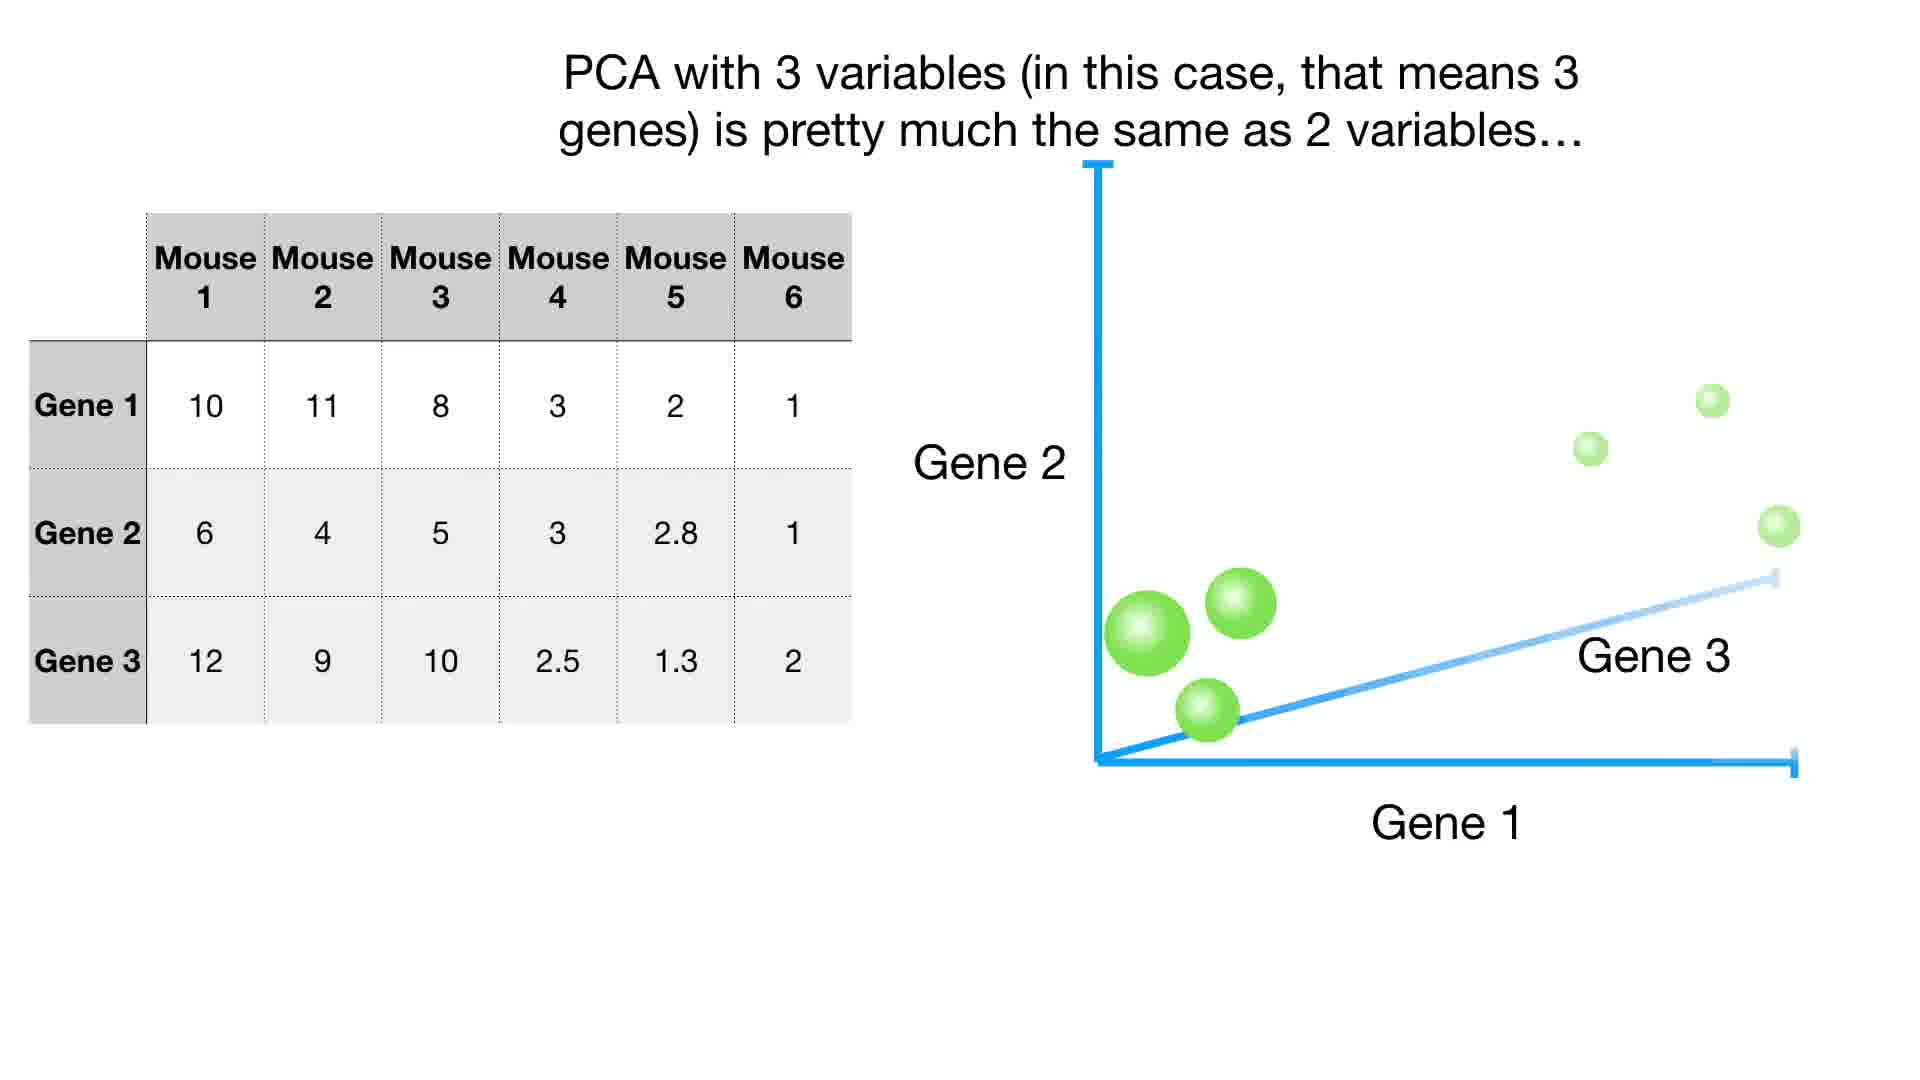 PCA with 3 variables (in this case, that means 3
genes) is pretty much the same as 2 variables…
Mouse 1 Mouse 2 Mouse 3 Mouse 4 Mouse 5 Mouse 6
Gene 1 10 11 8 3 2 1
Gene 2 6 4 5 3 2.8 1
Gene 3 12 9 10 2.5 1.3 2
Gene 2
Gene 3
Gene 1